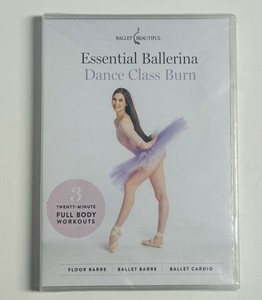 BALLET BEAUTIFUL
Essential Ballerina
Dance Class Burn
3
TWENTY-MINUTE
FULL BODY
WORKOUTS
FLOOR BARRE BALLET BARRE BALLET CARDIO